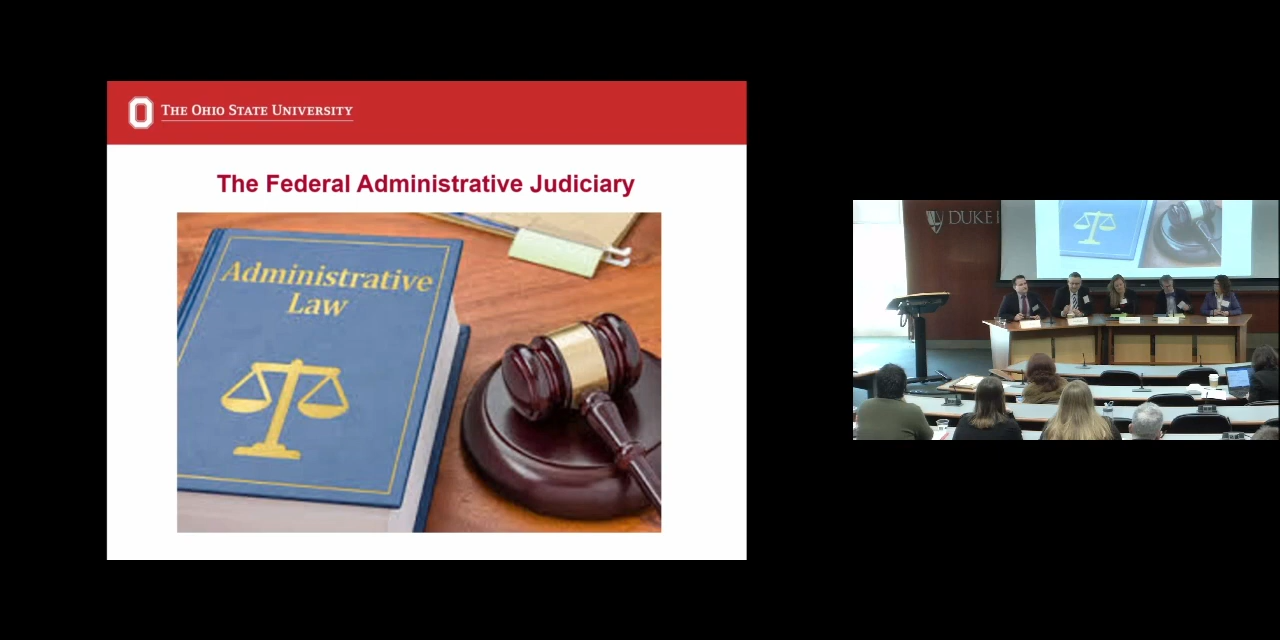 THE OHIO STATE UNIVERSITY
The Federal Administrative Judiciary
Administrative
Law
DUKE